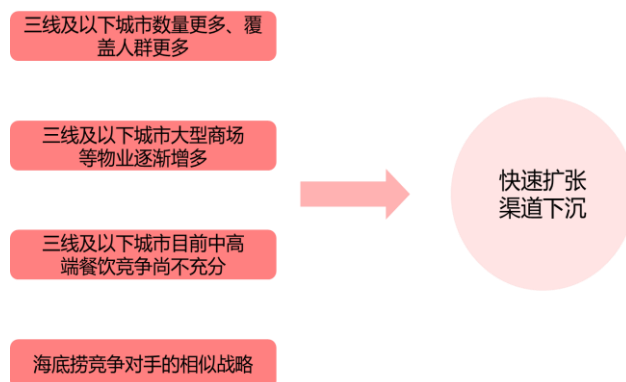 三线及以下城市数量更多、覆
盖人群更多
三线及以下城市大型商场
等物业逐渐增多
三线及以下城市目前中高
端餐饮竞争尚不充分
海底捞竞争对手的相似战略
快速扩张
渠道下沉